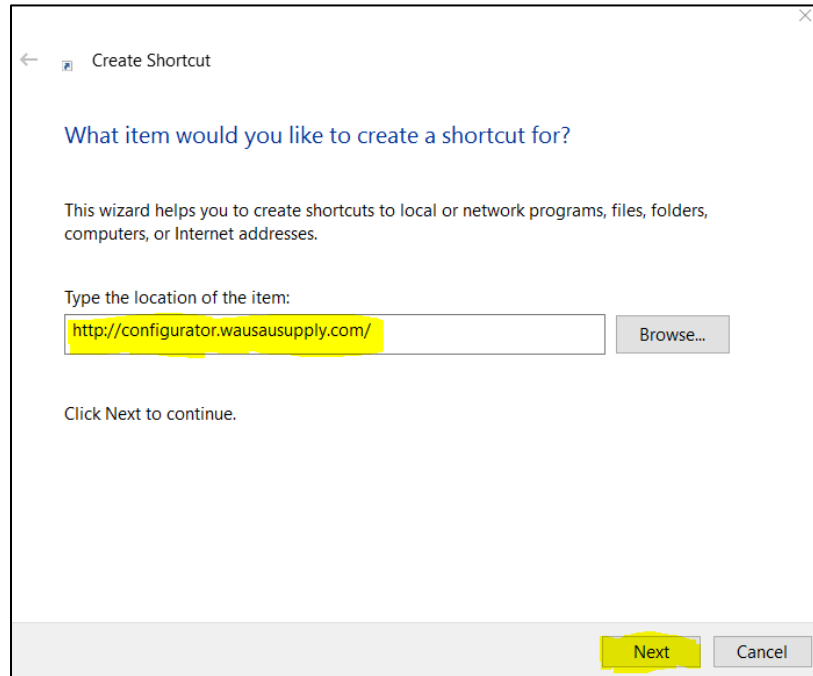 Create Shortcut
What item would you like to create a shortcut for?
This wizard helps you to create shortcuts to local or network programs, files, folders,
computers, or Internet addresses.
Type the location of the item:
http://configurator.wausausupply.com/
Browse...
Click Next to continue.
Next
Cancel